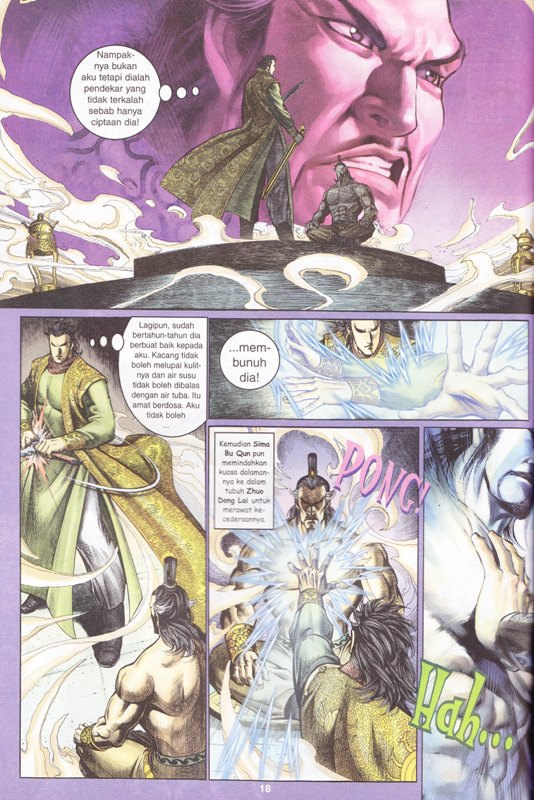 Nampak-
nya bukan
aku tetapi dialah
pendekar yang
tidak terkalah
sebab hanya
ciptaan dia!
Lagipun, sudah
bertahun-tahun dia
berbuat baik kepada
aku. Kacang tidak
boleh melupai kulit-
nya dan air susu
tidak boleh dibalas
dengan air tuba. Itu
amat berdosa. Aku
tidak boleh
...
...mem-
bunuh
dia!
Kemudian Sima
Bu Qun pun
memindahkan
kuasa dalaman-
nya ke dalam
tubuh Zhuo
Dong Lai untuk
merawat ke-
cederaannya.
PONG!
Hah...
18